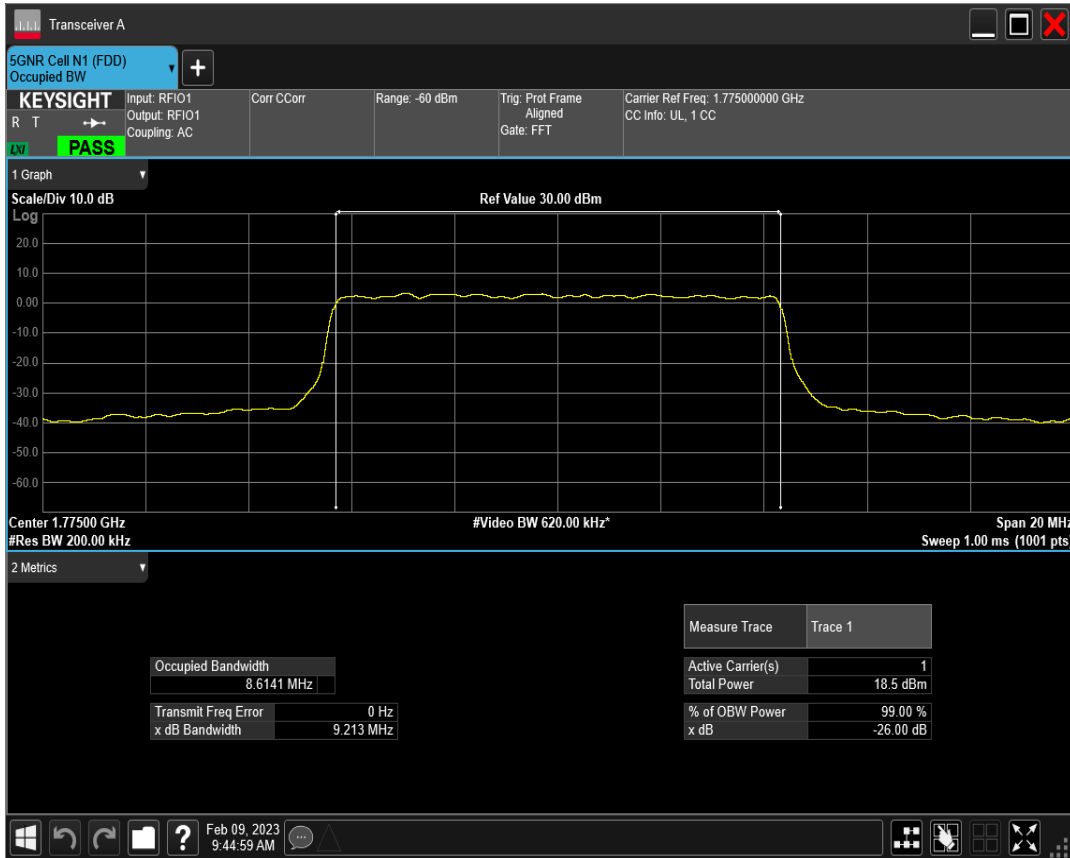 Transceiver A
5GNR Cell N1 (FDD)
Occupied BW
+
KEYSIGHT
R T
LXI
PASS
Input: RFIO1
Output: RFIO1
Coupling: AC
Corr CCorr
Range: -60 dBm
Trig: Prot Frame
Aligned
Gate: FFT
Carrier Ref Freq: 1.775000000 GHz
CC Info: UL, 1 CC
1 Graph
Scale/Div 10.0 dB
Ref Value 30.00 dBm
Log
20.0
10.0
0.00
-10.0
-20.0
-30.0
-40.0
-50.0
-60.0
Center 1.77500 GHz
#Video BW 620.00 kHz*
Span 20 MHz
#Res BW 200.00 kHz
Sweep 1.00 ms (1001 pts)
2 Metrics
Measure Trace Trace 1
Occupied Bandwidth
8.6141 MHz
Transmit Freq Error 0 Hz
x dB Bandwidth 9.213 MHz
Active Carrier(s) 1
Total Power 18.5 dBm
% of OBW Power 99.00 %
x dB -26.00 dB
?
Feb 09, 2023
9:44:59 AM